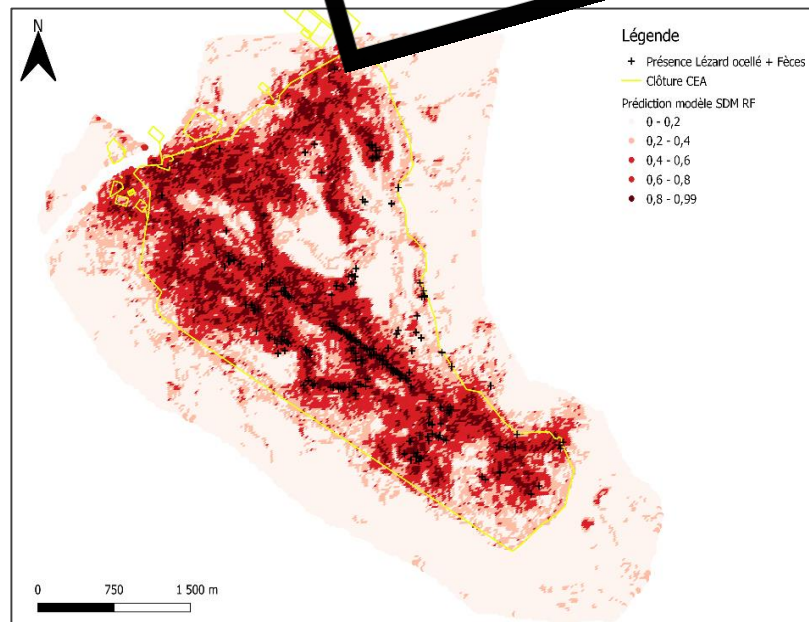 N
Légende
Présence Lézard ocellé + Fèces
Clôture CEA
Prédiction modèle SDM RF
0 - 0,2
0,2 - 0,4
0,4 - 0,6
0,6 - 0,8
0,8 - 0,99
0 750 1 500 m